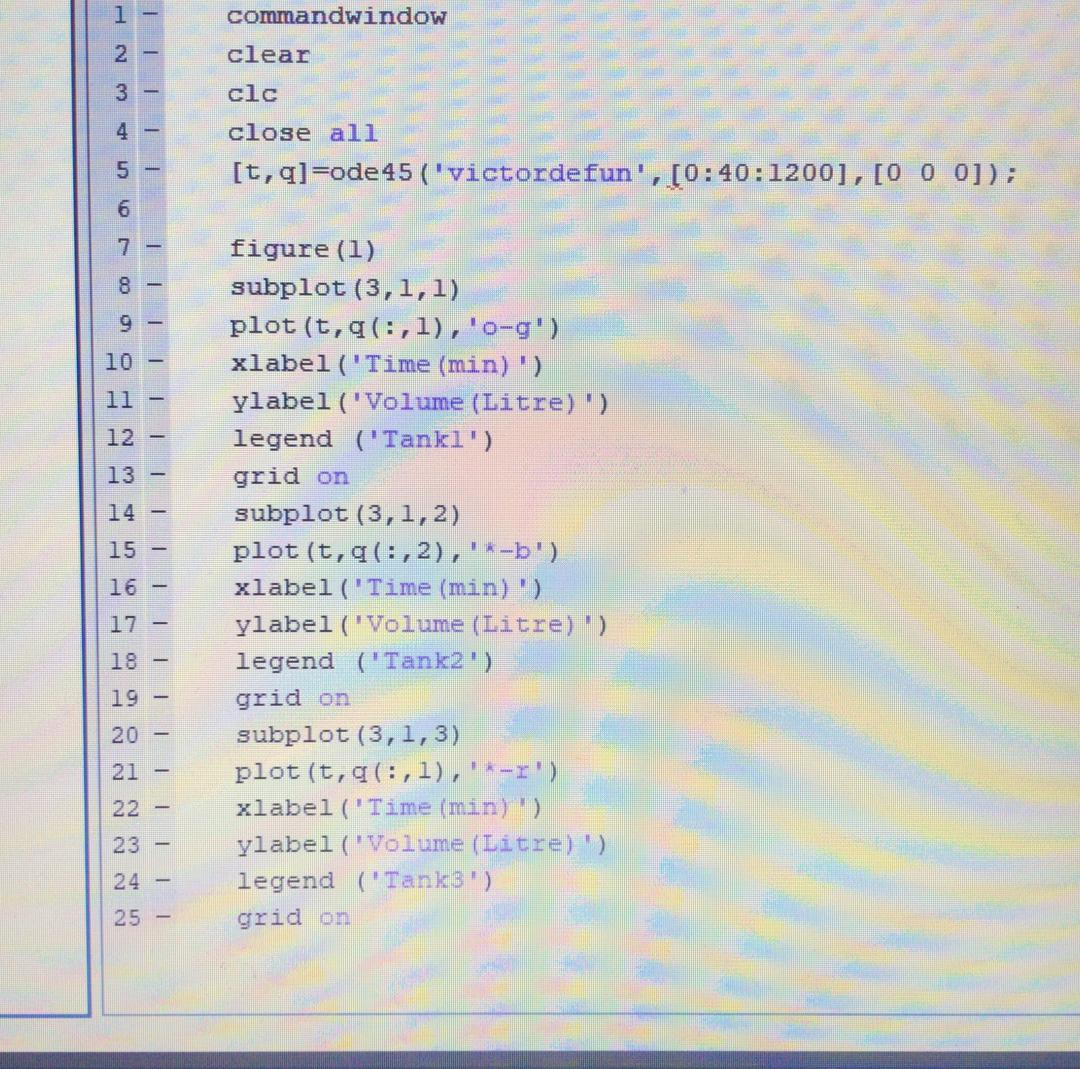 1 - commandwindow
2 - clear
3 - clc
4 - close all
5 - [t,q]=ode45('victordefun',[0:40:1200],[0 0 0]);
6
7 - figure(1)
8 - subplot(3,1,1)
9 - plot(t,q(:,1),'o-g')
10 - xlabel('Time(min)')
11 - ylabel('Volume(Litre)')
12 - legend ('Tank1')
13 - grid on
14 - subplot(3,1,2)
15 - plot(t,q(:,2),'*-b')
16 - xlabel('Time(min)')
17 - ylabel('Volume(Litre)')
18 - legend ('Tank2')
19 - grid on
20 - subplot(3,1,3)
21 - plot(t,q(:,1),'*-r')
22 - xlabel('Time(min)')
23 - ylabel('Volume(Litre)')
24 - legend ('Tank3')
25 - grid on